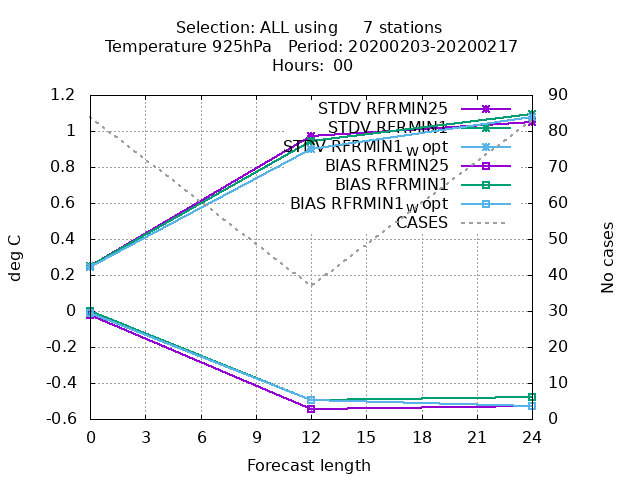 Selection: ALL using     7 stations
Temperature 925hPa   Period: 20200203-20200217
Hours:  00
1.2
1
0.8
0.6
0.4
0.2
0
-0.2
-0.4
-0.6
90
80
70
60
50
40
30
20
10
0
STDV RFRMIN25
STDV RFRMIN1
STDV RFRMIN1w opt
BIAS RFRMIN25
BIAS RFRMIN1
BIAS RFRMIN1w opt
CASES
deg C
No cases
0 3 6 9 12 15 18 21 24
Forecast length